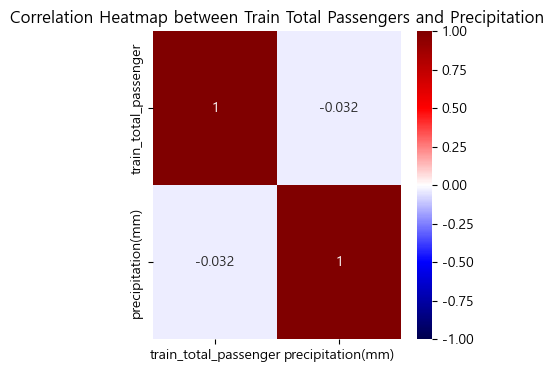 Correlation Heatmap between Train Total Passengers and Precipitation
train_total_passenger
precipitation(mm)
1
-0.032
-0.032
1
train_total_passenger
precipitation(mm)
1.00
0.75
0.50
0.25
0.00
-0.25
-0.50
-0.75
-1.00